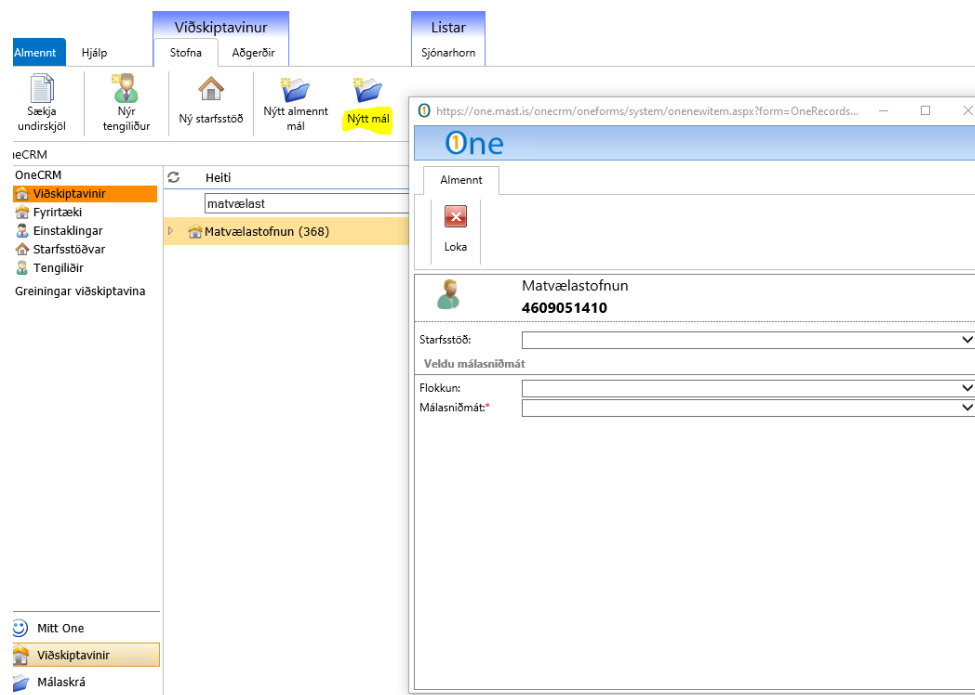 Viðskiptavinur
Listar
Almennt
Hjálp
Stofna
Aðgerðir
Sjónarhorn
Sækja
undirskjöl
Nýr
tengiliður
Ný starfsstöð
Nýtt almennt
mál
Nýtt mál
https://one.mast.is/onecrm/oneforms/system/onenewitem.aspx?form=OneRecords...
One
eCRM
OneCRM
Viðskiptavinir
Fyrirtæki
Einstaklingar
Starfsstöðvar
Tengiliðir
Greiningar viðskiptavina
Heiti
matvælast
Matvælastofnun (368)
Almennt
Loka
Matvælastofnun
4609051410
Starfsstöð:
Veldu málasniðmát
Flokkun:
Málasniðmát:*
Mitt One
Viðskiptavinir
Málaskrá